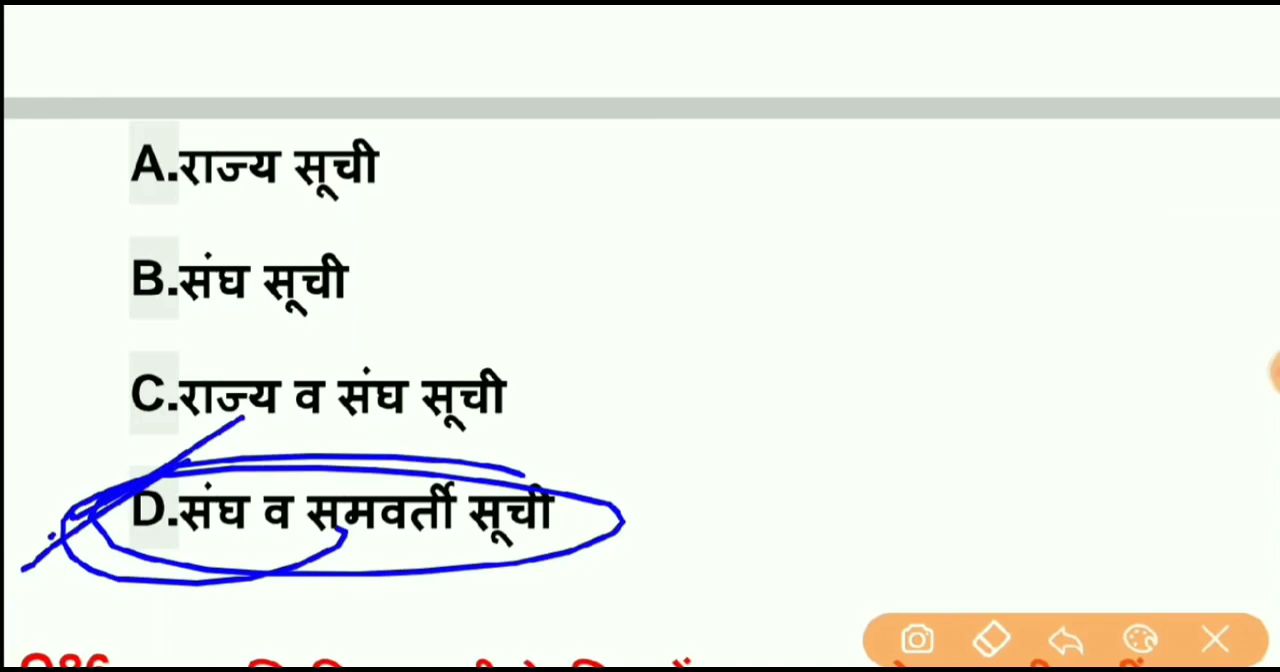 A.राज्य सूची
B.संघ सूची
C.राज्य व संघ सूची
D.संघ व समवर्ती सूची